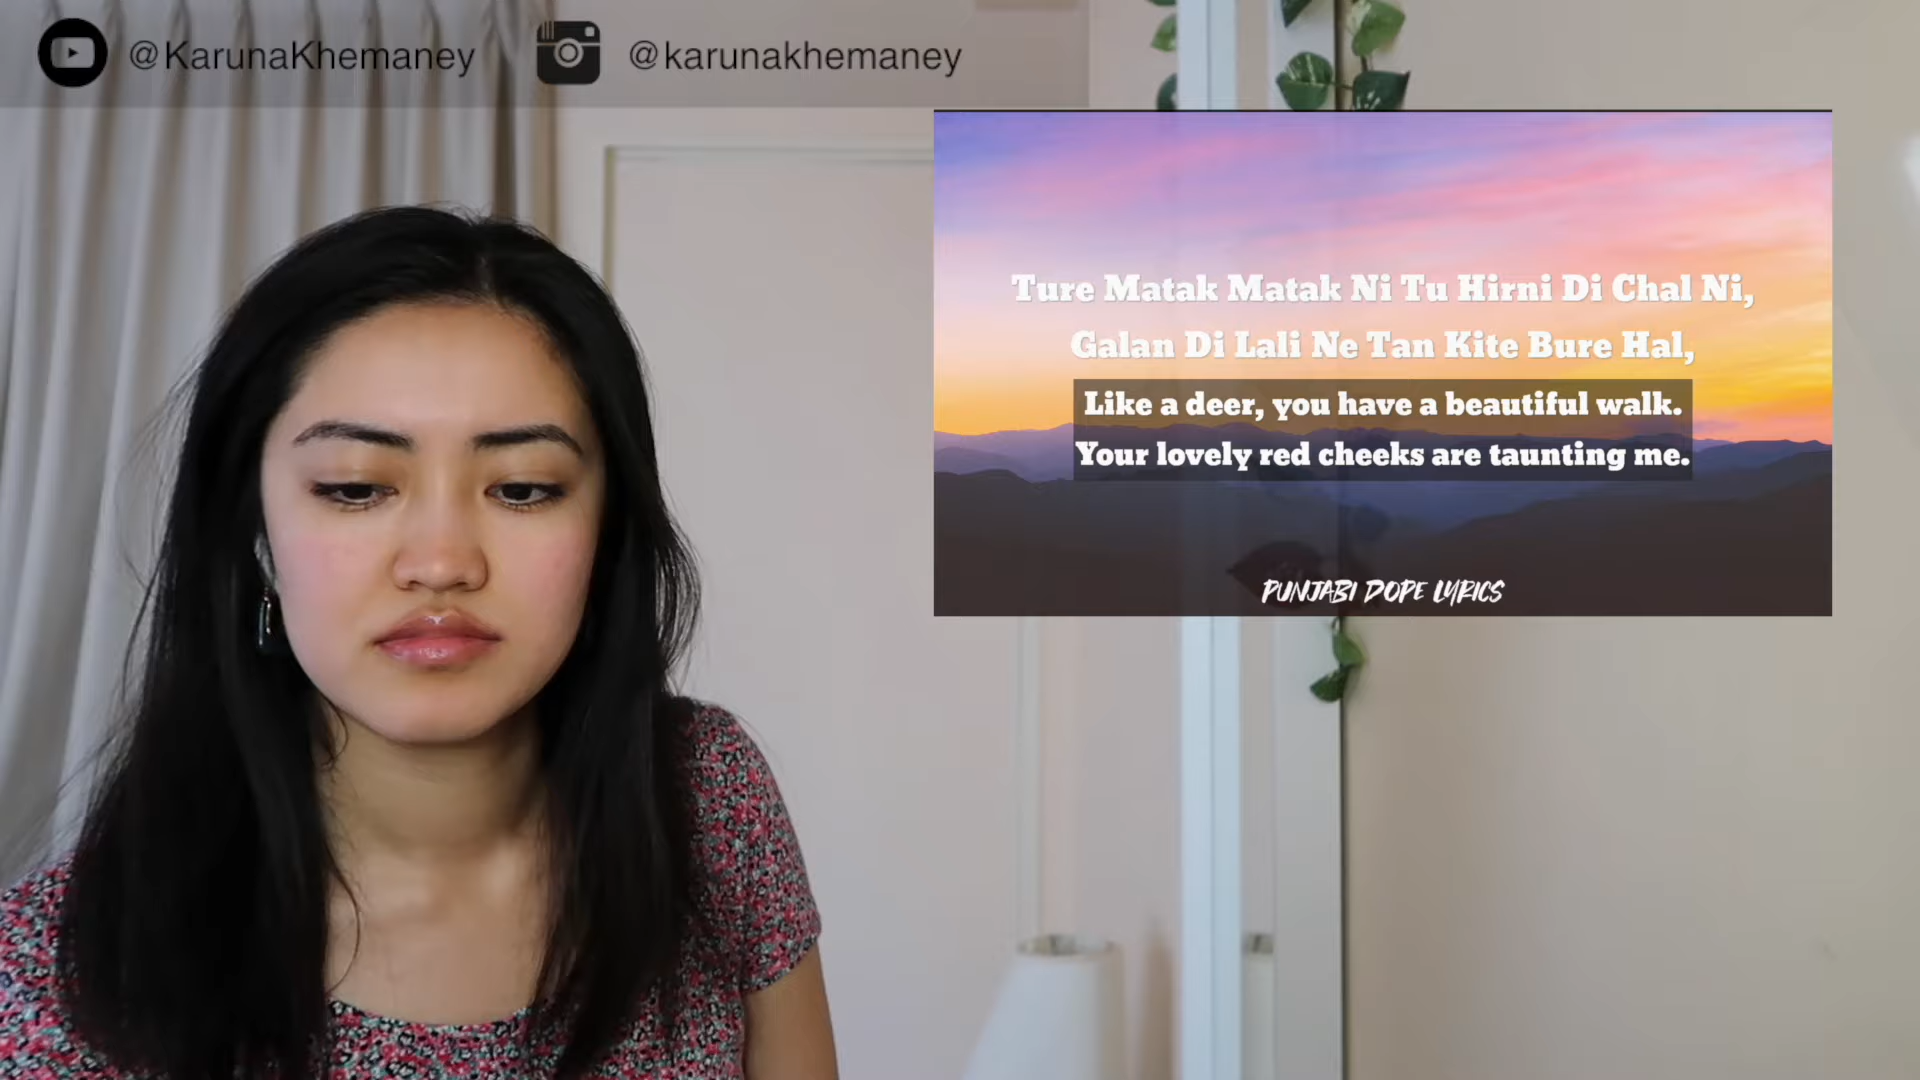 @KarunaKhemaney
@karunakhemaney
Ture Matak Matak Ni Tu Hirni Di Chal Ni,
Galan Di Lali Ne Tan Kite Bure Hal,
Like a deer, you have a beautiful walk.
Your lovely red cheeks are taunting me.
PUNJABI DOPE LYRICS